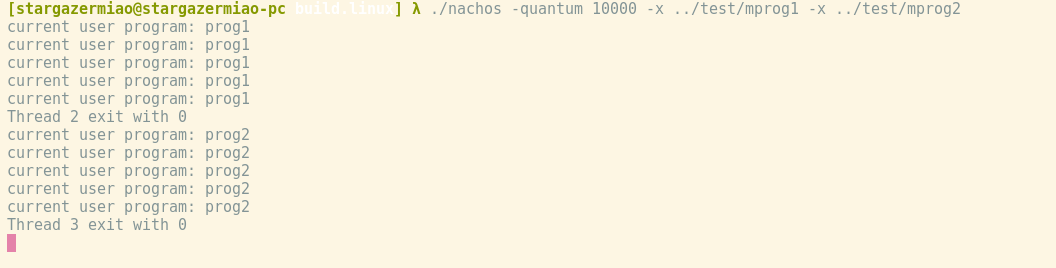 [stargazermiao@stargazermiao-pc build.linux] λ ./nachos -quantum 10000 -x ../test/mprog1 -x ../test/mprog2
current user program: prog1
current user program: prog1
current user program: prog1
current user program: prog1
current user program: prog1
Thread 2 exit with 0
current user program: prog2
current user program: prog2
current user program: prog2
current user program: prog2
current user program: prog2
Thread 3 exit with 0